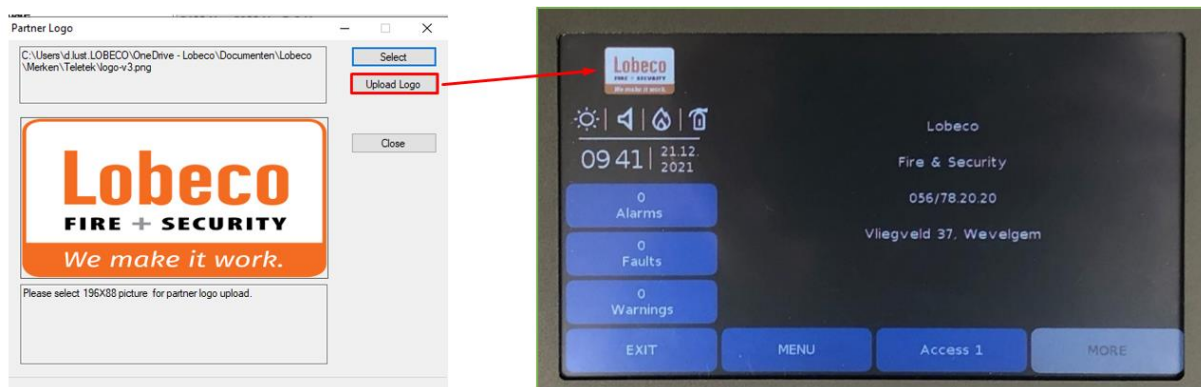 Partner Logo
C:\Users\d.lust.LOBECO\OneDrive - Lobeco\Documenten\Lobeco
\Merken\Teletek\logo-v3.png
Select
Upload Logo
Close
Lobeco
FIRE + SECURITY
We make it work.
Please select 196X88 picture for partner logo upload.
Lobeco
FIRE + SECURITY
We make it work.
09 41
21.12.
2021
0
Alarms
0
Faults
0
Warnings
EXIT
Lobeco
Fire & Security
056/78.20.20
Vliegveld 37, Wevelgem
MENU
Access 1
MORE